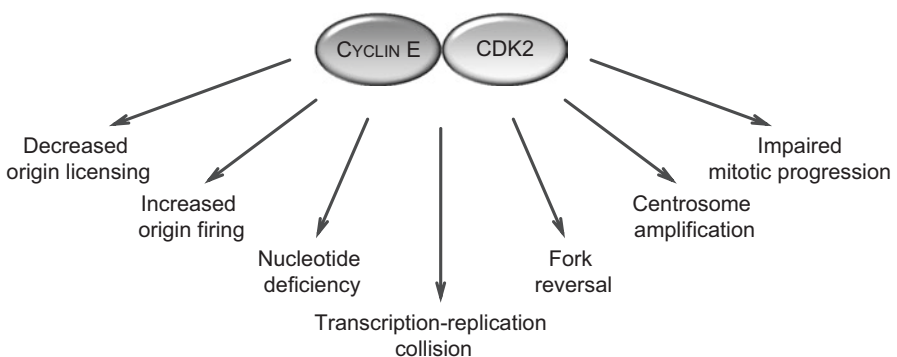 CYCLIN E
CDK2
Decreased
origin licensing
Increased
origin firing
Nucleotide
deficiency
Transcription-replication
collision
Fork
reversal
Centrosome
amplification
Impaired
mitotic progression